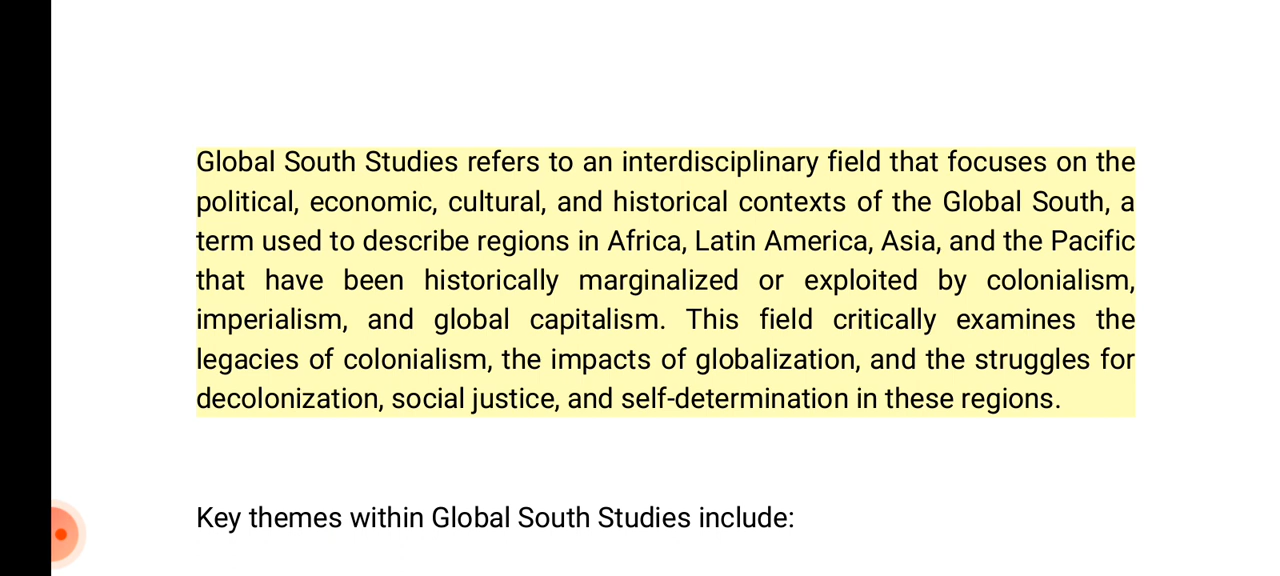 Global South Studies refers to an interdisciplinary field that focuses on the
political, economic, cultural, and historical contexts of the Global South, a
term used to describe regions in Africa, Latin America, Asia, and the Pacific
that have been historically marginalized or exploited by colonialism,
imperialism, and global capitalism. This field critically examines the
legacies of colonialism, the impacts of globalization, and the struggles for
decolonization, social justice, and self-determination in these regions.
Key themes within Global South Studies include: